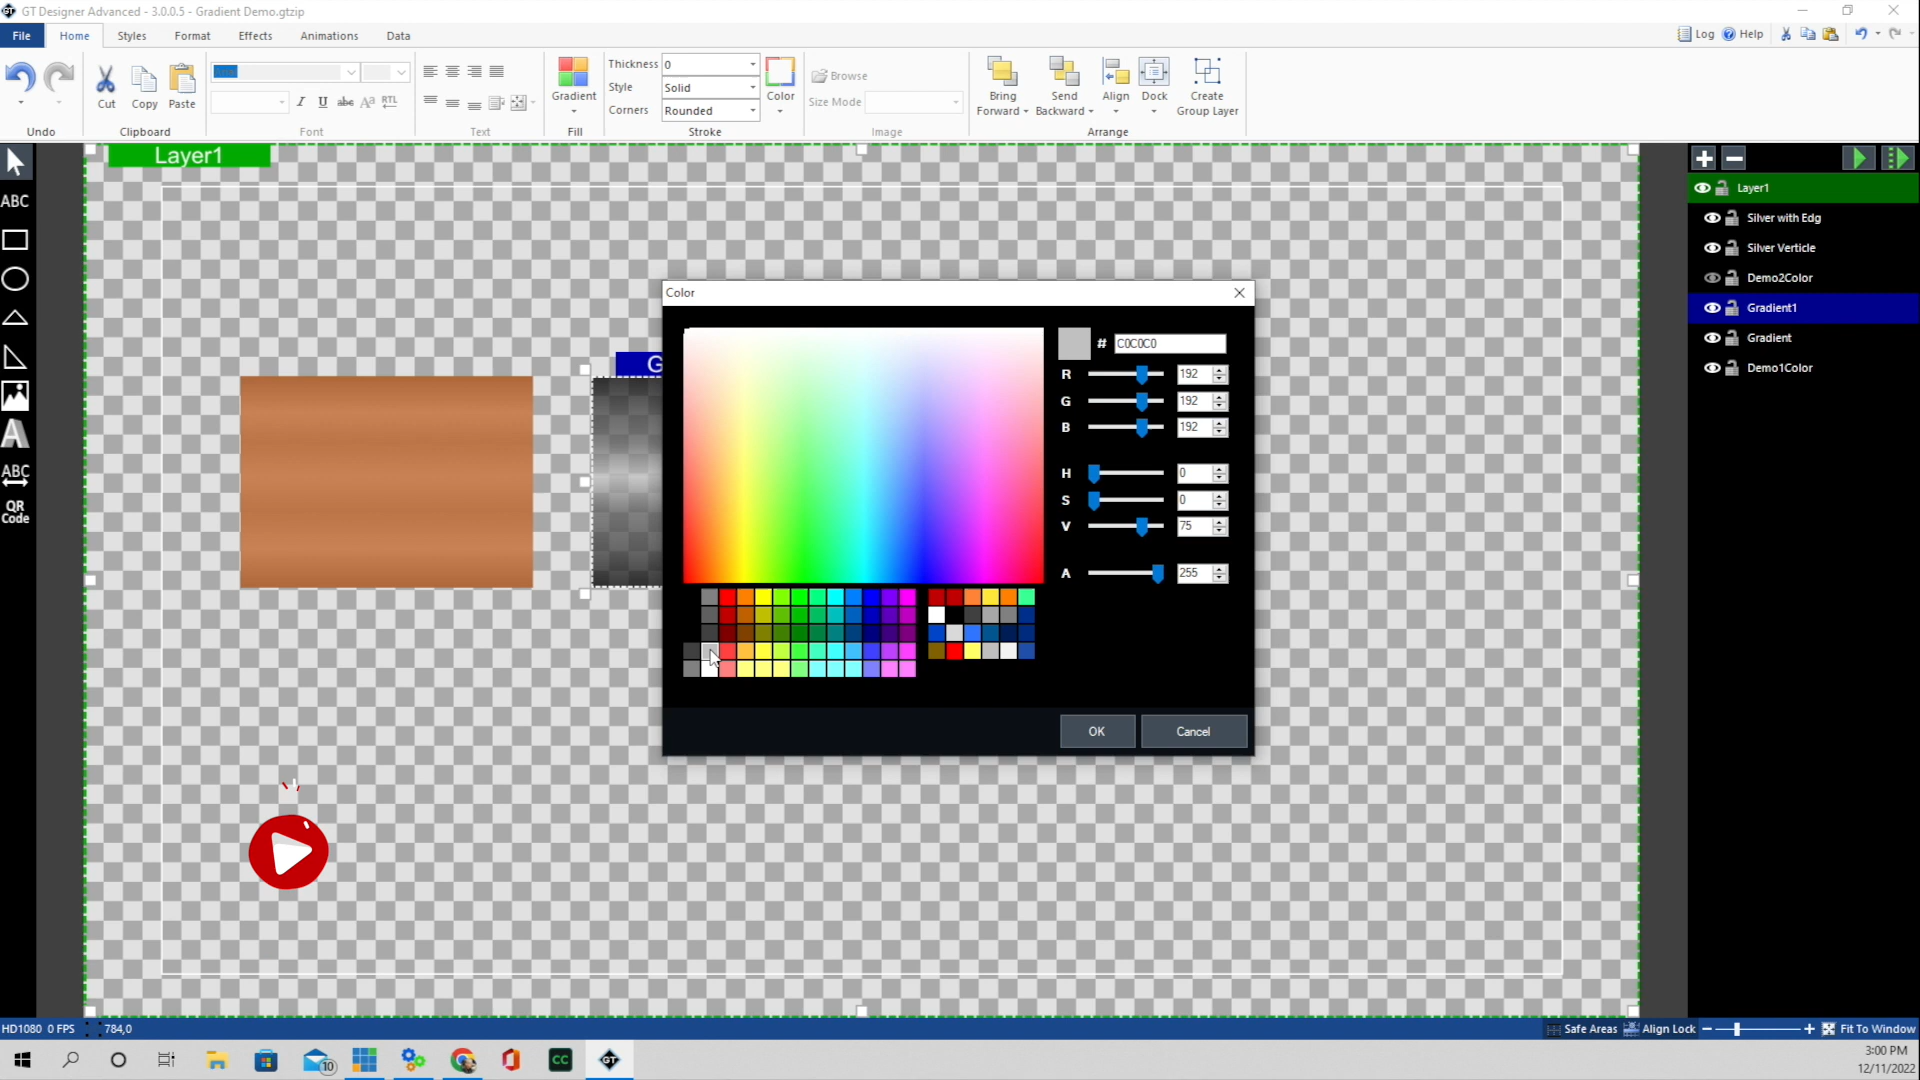 GT Designer Advanced - 3.0.0.5 - Gradient Demo.gtzip
File Home Styles Format Effects Animations Data Log Help
Thickness 0
Style Solid
Corners Rounded
Cut Copy Paste RTL Gradient Color Browse Size Mode Bring Forward Send Backward Align Dock Create Group Layer
Undo Clipboard Font Text Fill Stroke Image Arrange
Layer1
ABC
ABC
QR
Code
G
Color
# C0C0C0
R 192
G 192
B 192
H 0
S 0
V 75
A 255
OK Cancel
Layer1
Silver with Edg
Silver Verticle
Demo2Color
Gradient1
Gradient
Demo1Color
HD1080 0 FPS 784,0 Safe Areas Align Lock Fit To Window
10 CC GT
3:00 PM
12/11/2022